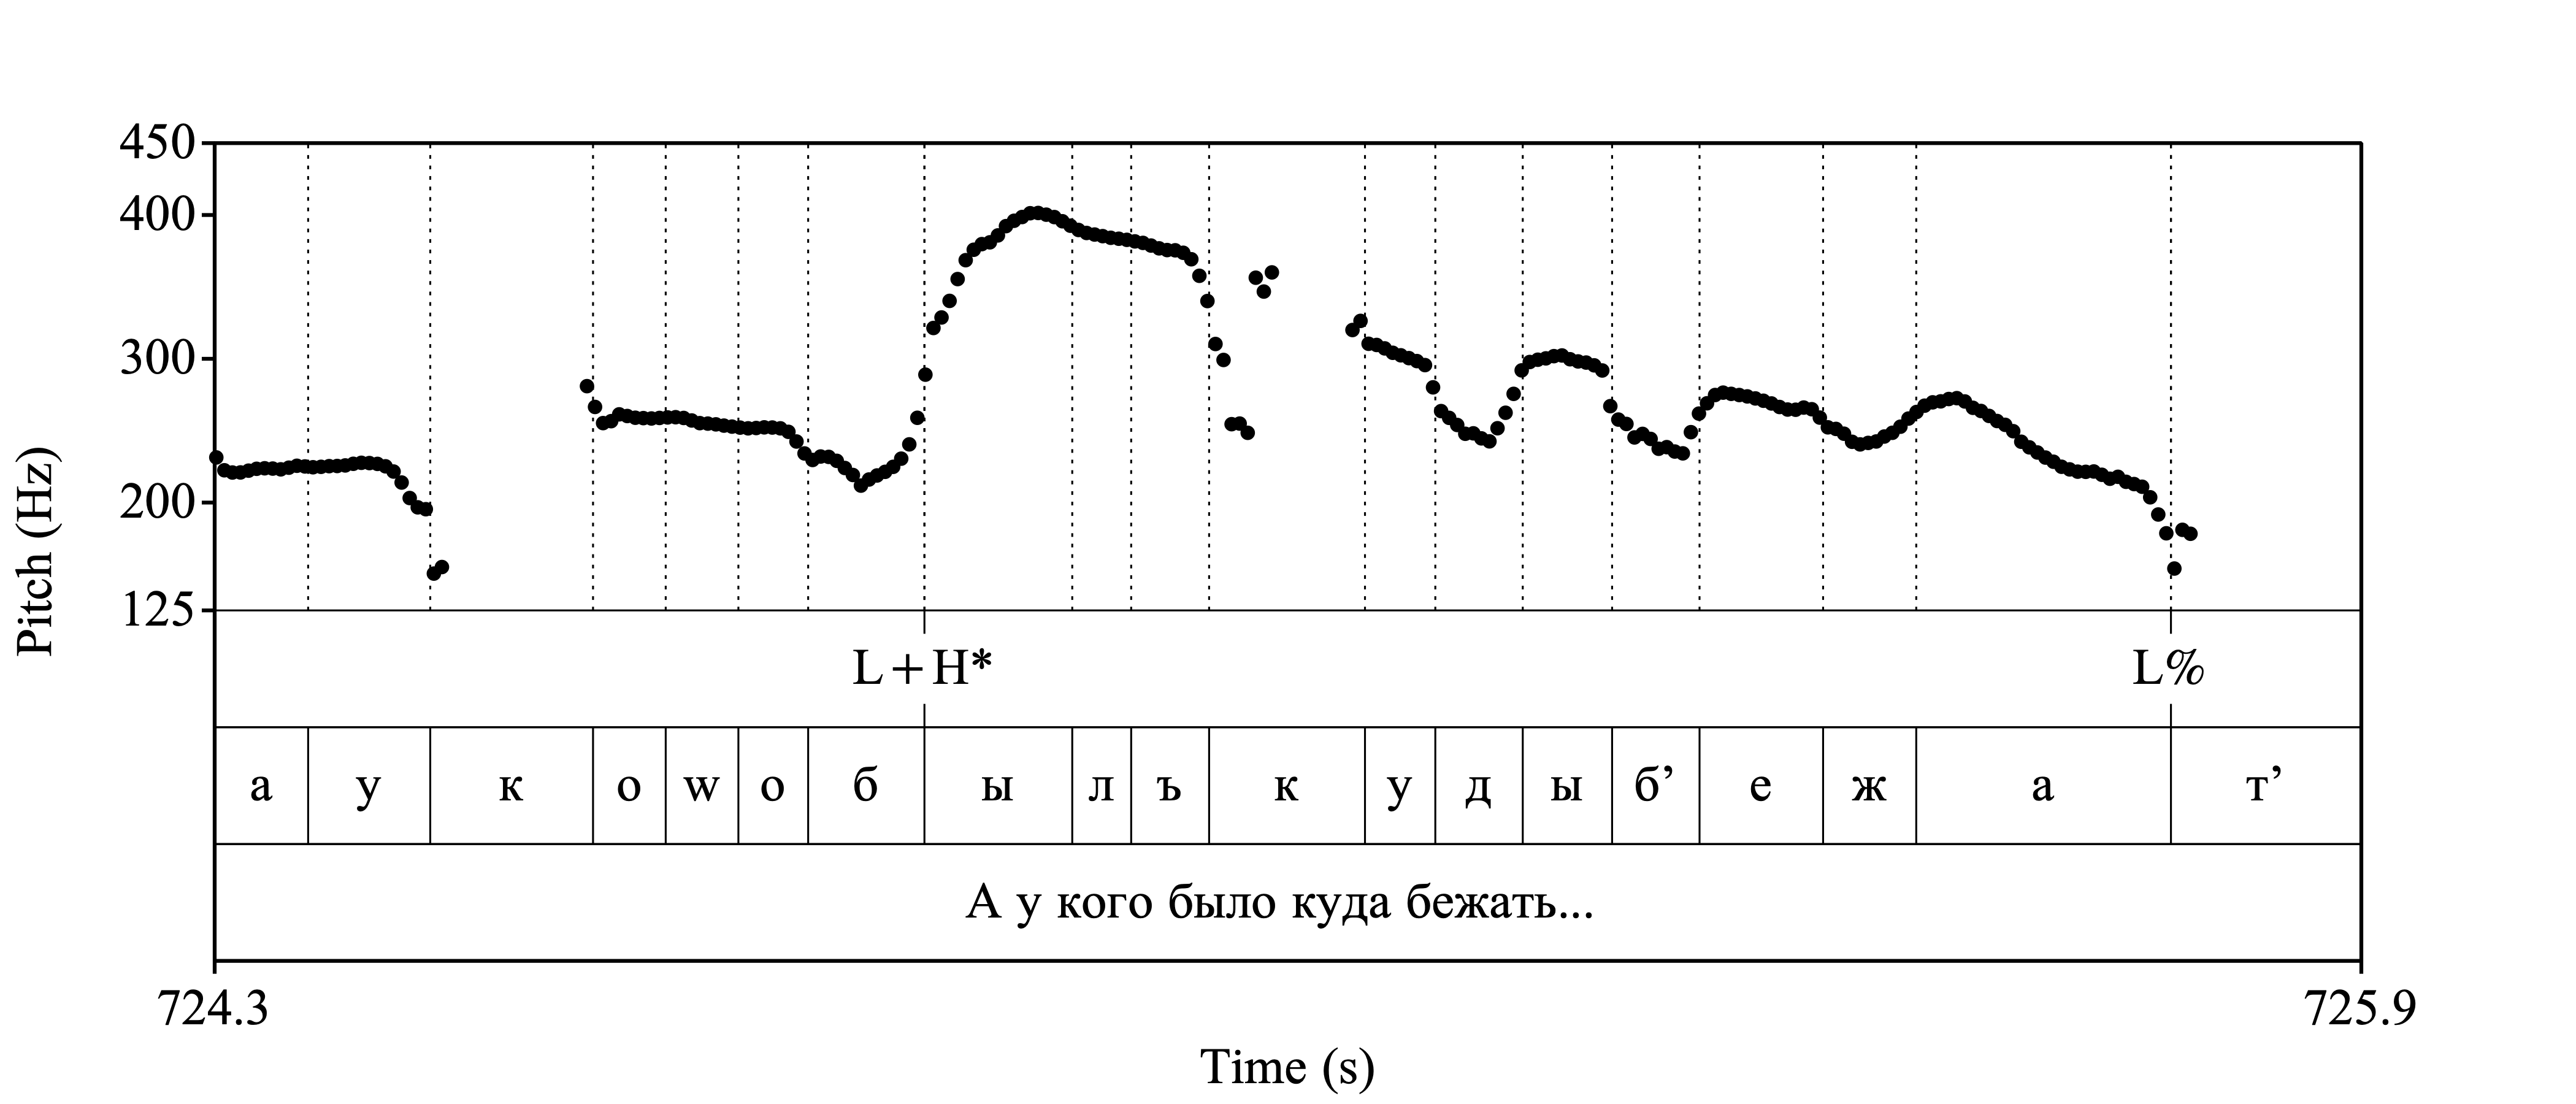 Pitch (Hz)
450
400
300
200
125
L+H* L%
а у к о w о б ы л ъ к у д ы б’ е ж а т’
А у кого было куда бежать...
724.3 725.9
Time (s)